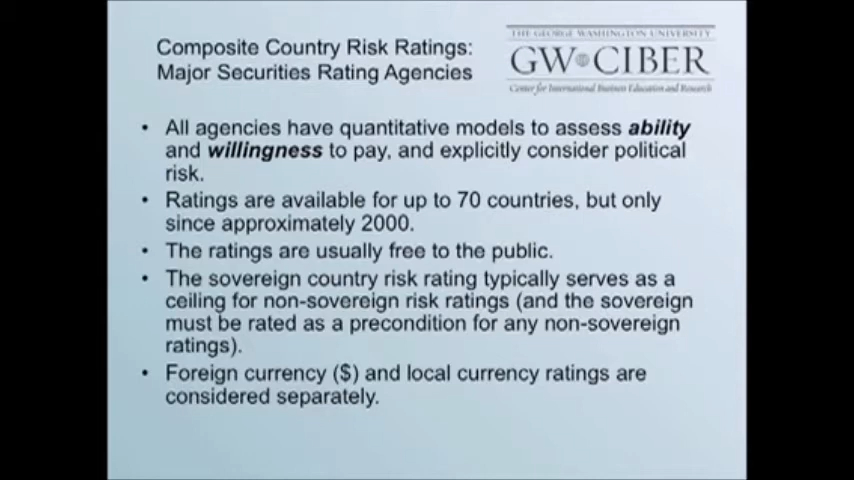 Composite Country Risk Ratings:
Major Securities Rating Agencies
THE GEORGE WASHINGTON UNIVERSITY
GW CIBER
Center for International Business Education and Research
• All agencies have quantitative models to assess ability
and willingness to pay, and explicitly consider political
risk.
• Ratings are available for up to 70 countries, but only
since approximately 2000.
• The ratings are usually free to the public.
• The sovereign country risk rating typically serves as a
ceiling for non-sovereign risk ratings (and the sovereign
must be rated as a precondition for any non-sovereign
ratings).
• Foreign currency ($) and local currency ratings are
considered separately.